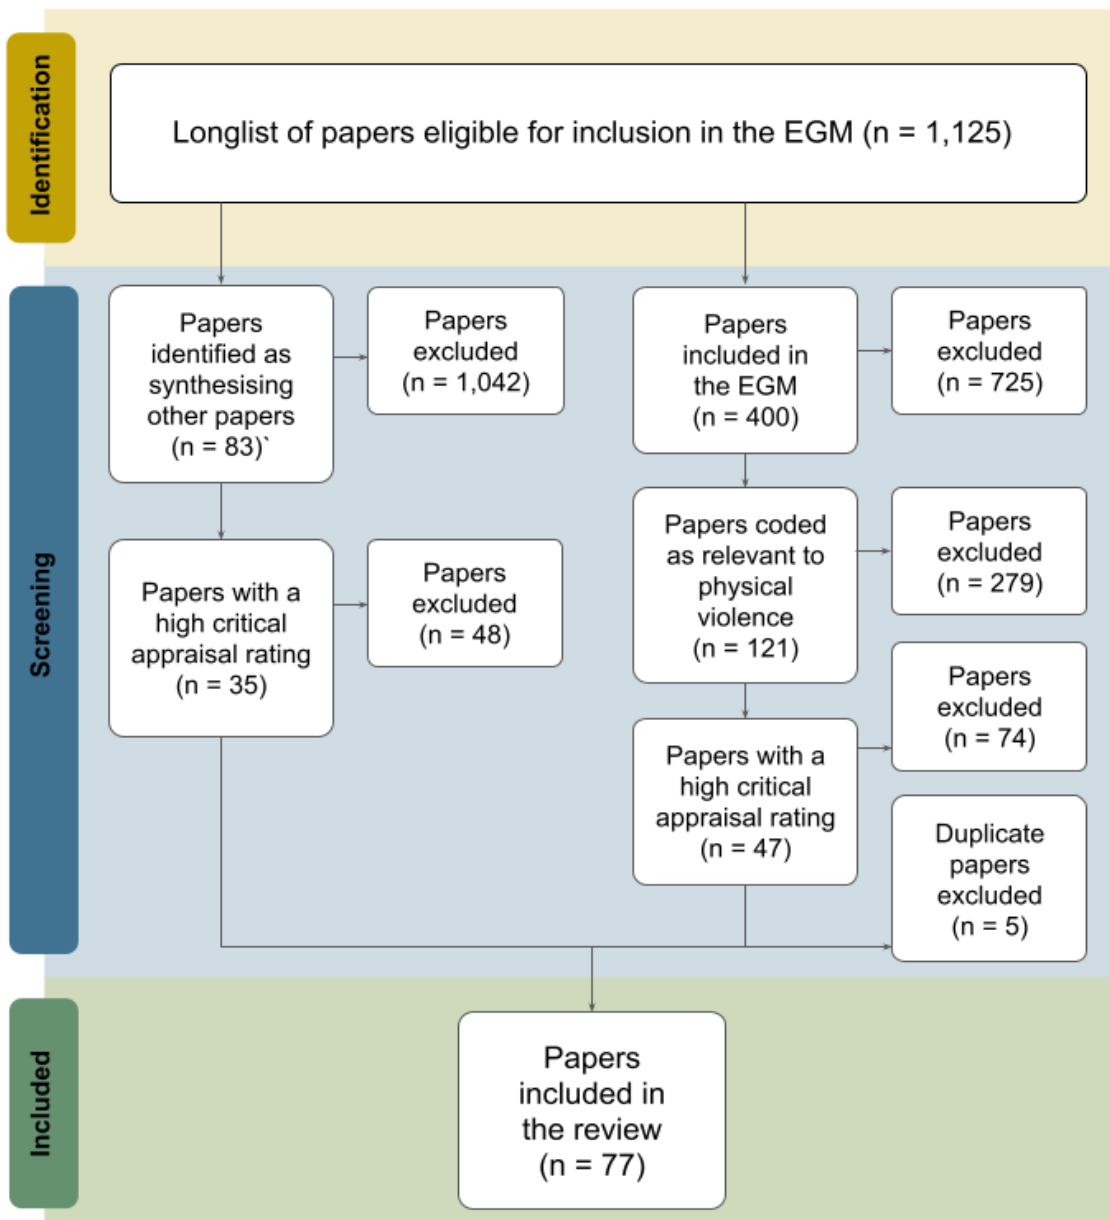 Identification
Longlist of papers eligible for inclusion in the EGM (n = 1,125)
Screening
Papers
identified as
synthesising
other papers
(n = 83)`
Papers
excluded
(n = 1,042)
Papers
included in
the EGM
(n = 400)
Papers
excluded
(n = 725)
Papers with a
high critical
appraisal rating
(n = 35)
Papers
excluded
(n = 48)
Papers coded
as relevant to
physical
violence
(n = 121)
Papers
excluded
(n = 279)
Papers with a
high critical
appraisal rating
(n = 47)
Papers
excluded
(n = 74)
Duplicate
papers
excluded
(n = 5)
Included
Papers
included in
the review
(n = 77)